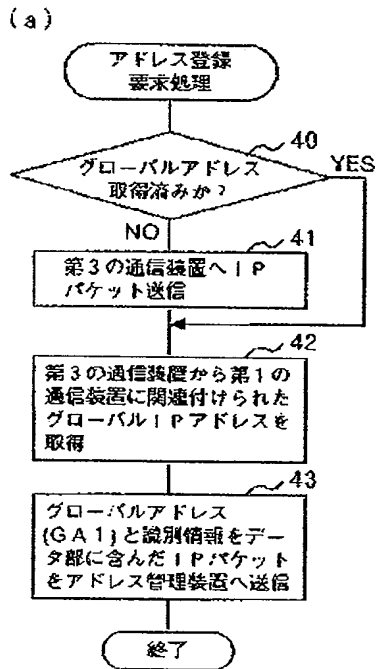 (a)
アドレス登録
要求処理
40
グローバルアドレス
取得済みか?
YES
NO
41
第3の通信装置へIP
パケット送信
42
第3の通信装置から第1の
通信装置に関連付けられた
グローバルIPアドレスを
取得
43
グローバルアドレス
(GA1)と識別情報をデー
タ部に含んだIPパケット
をアドレス管理装置へ送信
終了